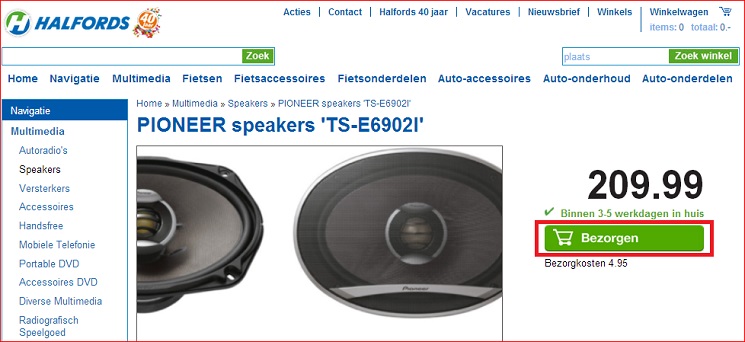 HALFORDS
40 jaar
Acties | Contact | Halfords 40 jaar | Vacatures | Nieuwsbrief | Winkels | Winkelwagen
items: 0 totaal: 0.-
Zoek
plaats
Zoek winkel
Home Navigatie Multimedia Fietsen Fietsaccessoires Fietsonderdelen Auto-accessoires Auto-onderhoud Auto-onderdelen
Navigatie
Multimedia
Autoradio's
Speakers
Versterkers
Accessoires
Handsfree
Mobiele Telefonie
Portable DVD
Accessoires DVD
Diverse Multimedia
Radiografisch
Speelgoed
Home » Multimedia » Speakers » PIONEER speakers 'TS-E6902I'
PIONEER speakers 'TS-E6902I'
Pioneer
209.99
Binnen 3-5 werkdagen in huis
Bezorgen
Bezorgkosten 4.95